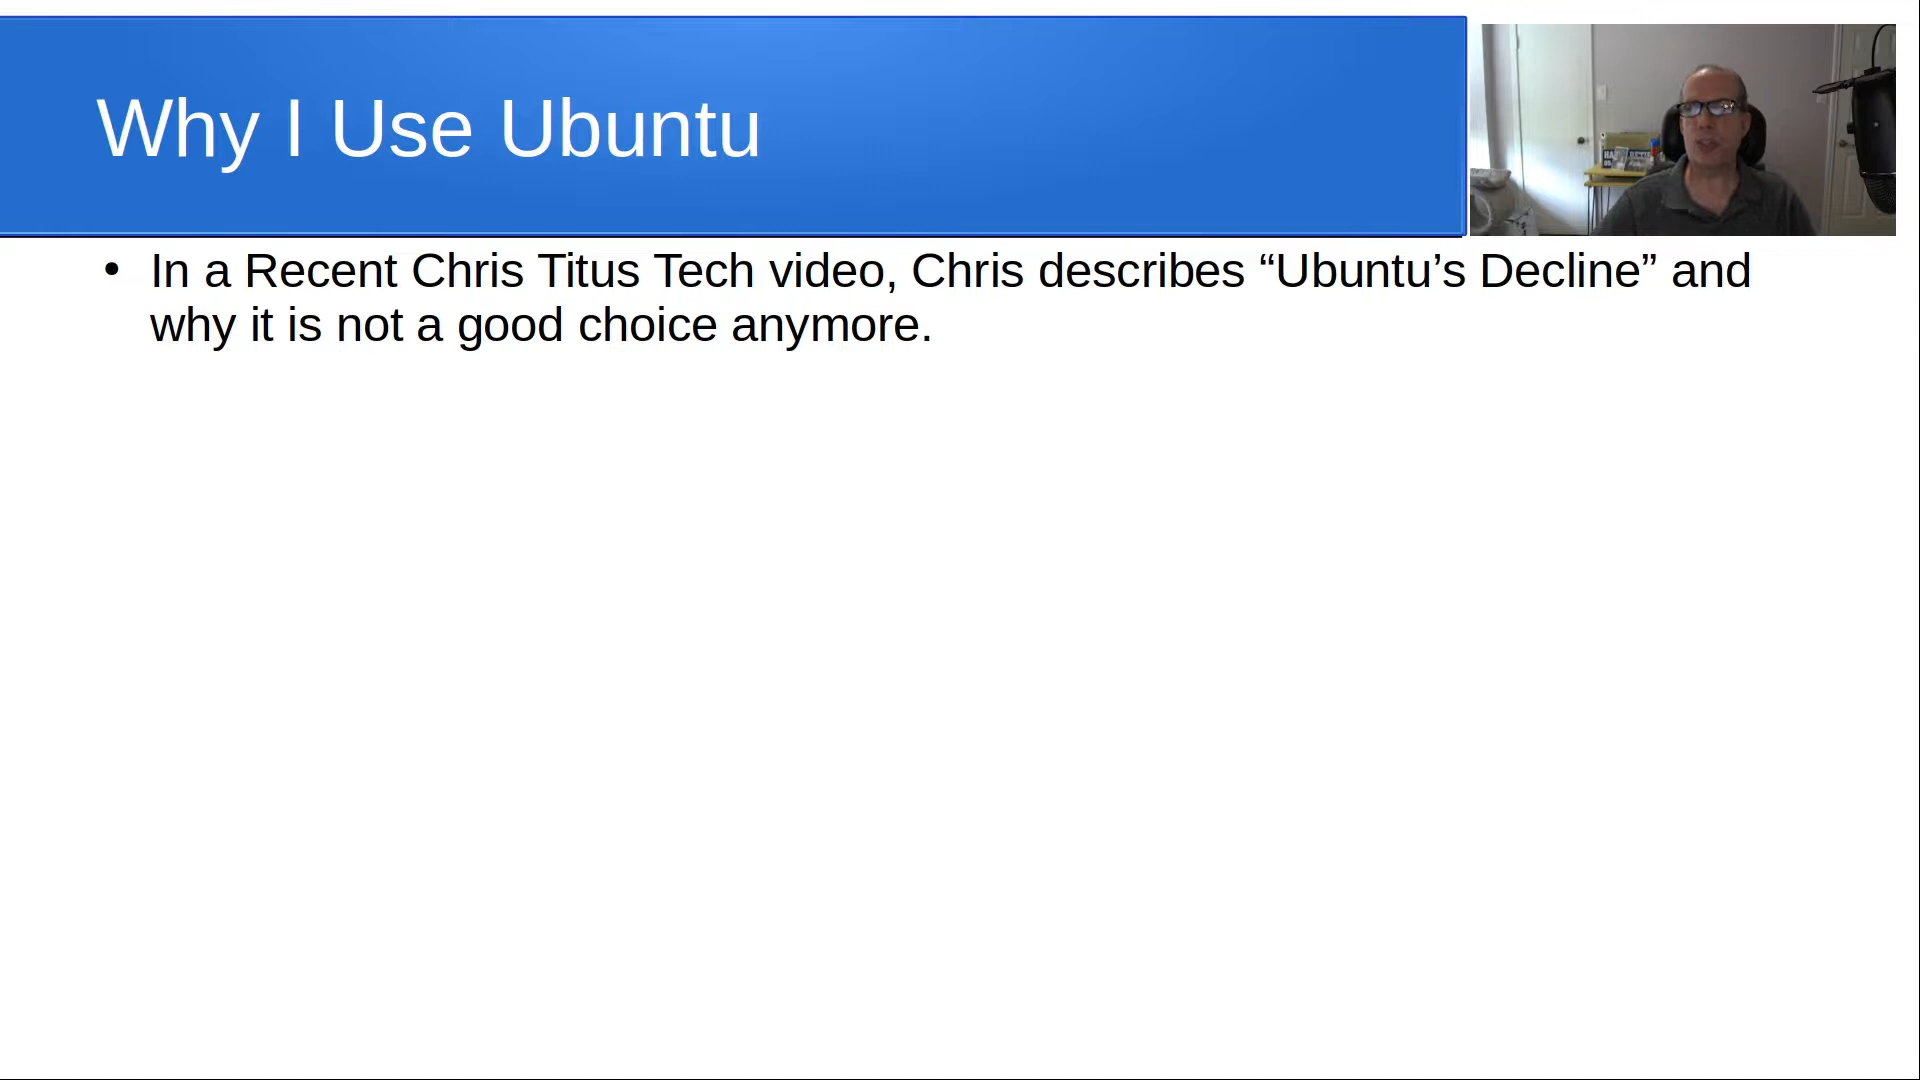 Why I Use Ubuntu
• In a Recent Chris Titus Tech video, Chris describes “Ubuntu’s Decline” and
why it is not a good choice anymore.